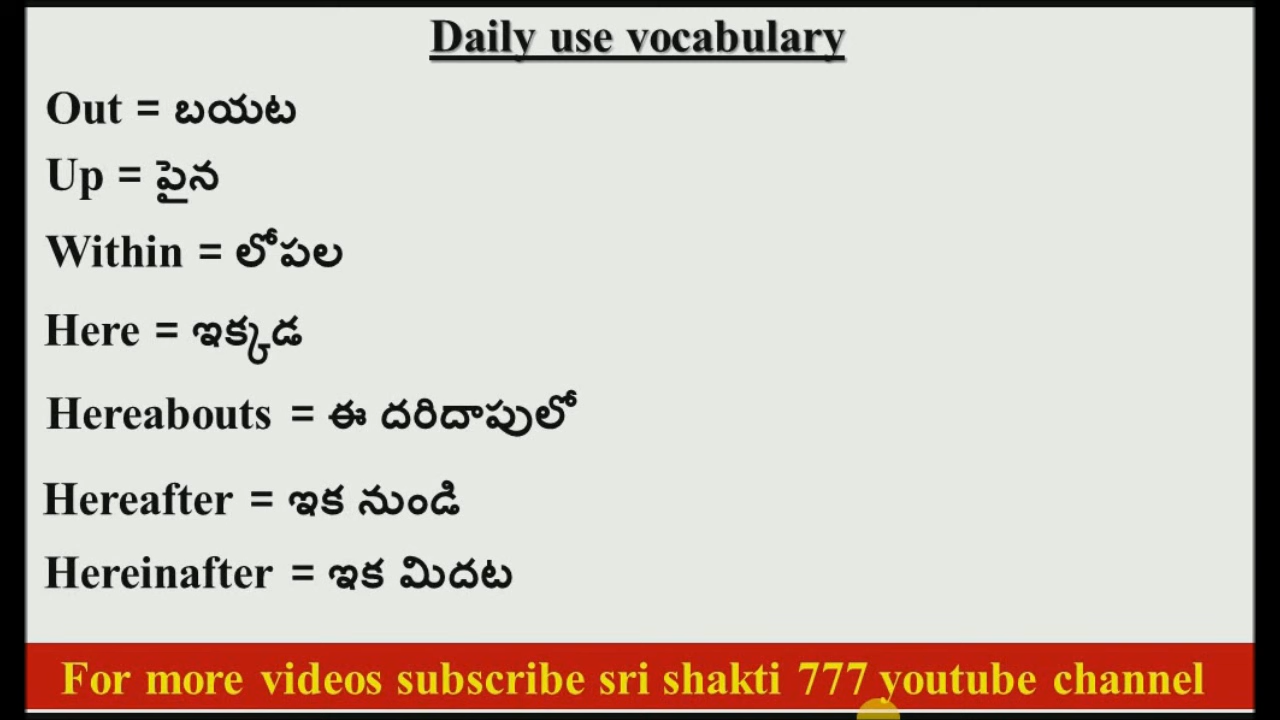 Daily use vocabulary
Out = బయట
Up = పైన
Within = లోపల
Here = ఇక్కడ
Hereabouts = ఈ దరిదాపులో
Hereafter = ఇక నుండి
Hereinafter = ఇక మిదట
For more videos subscribe sri shakti 777 youtube channel